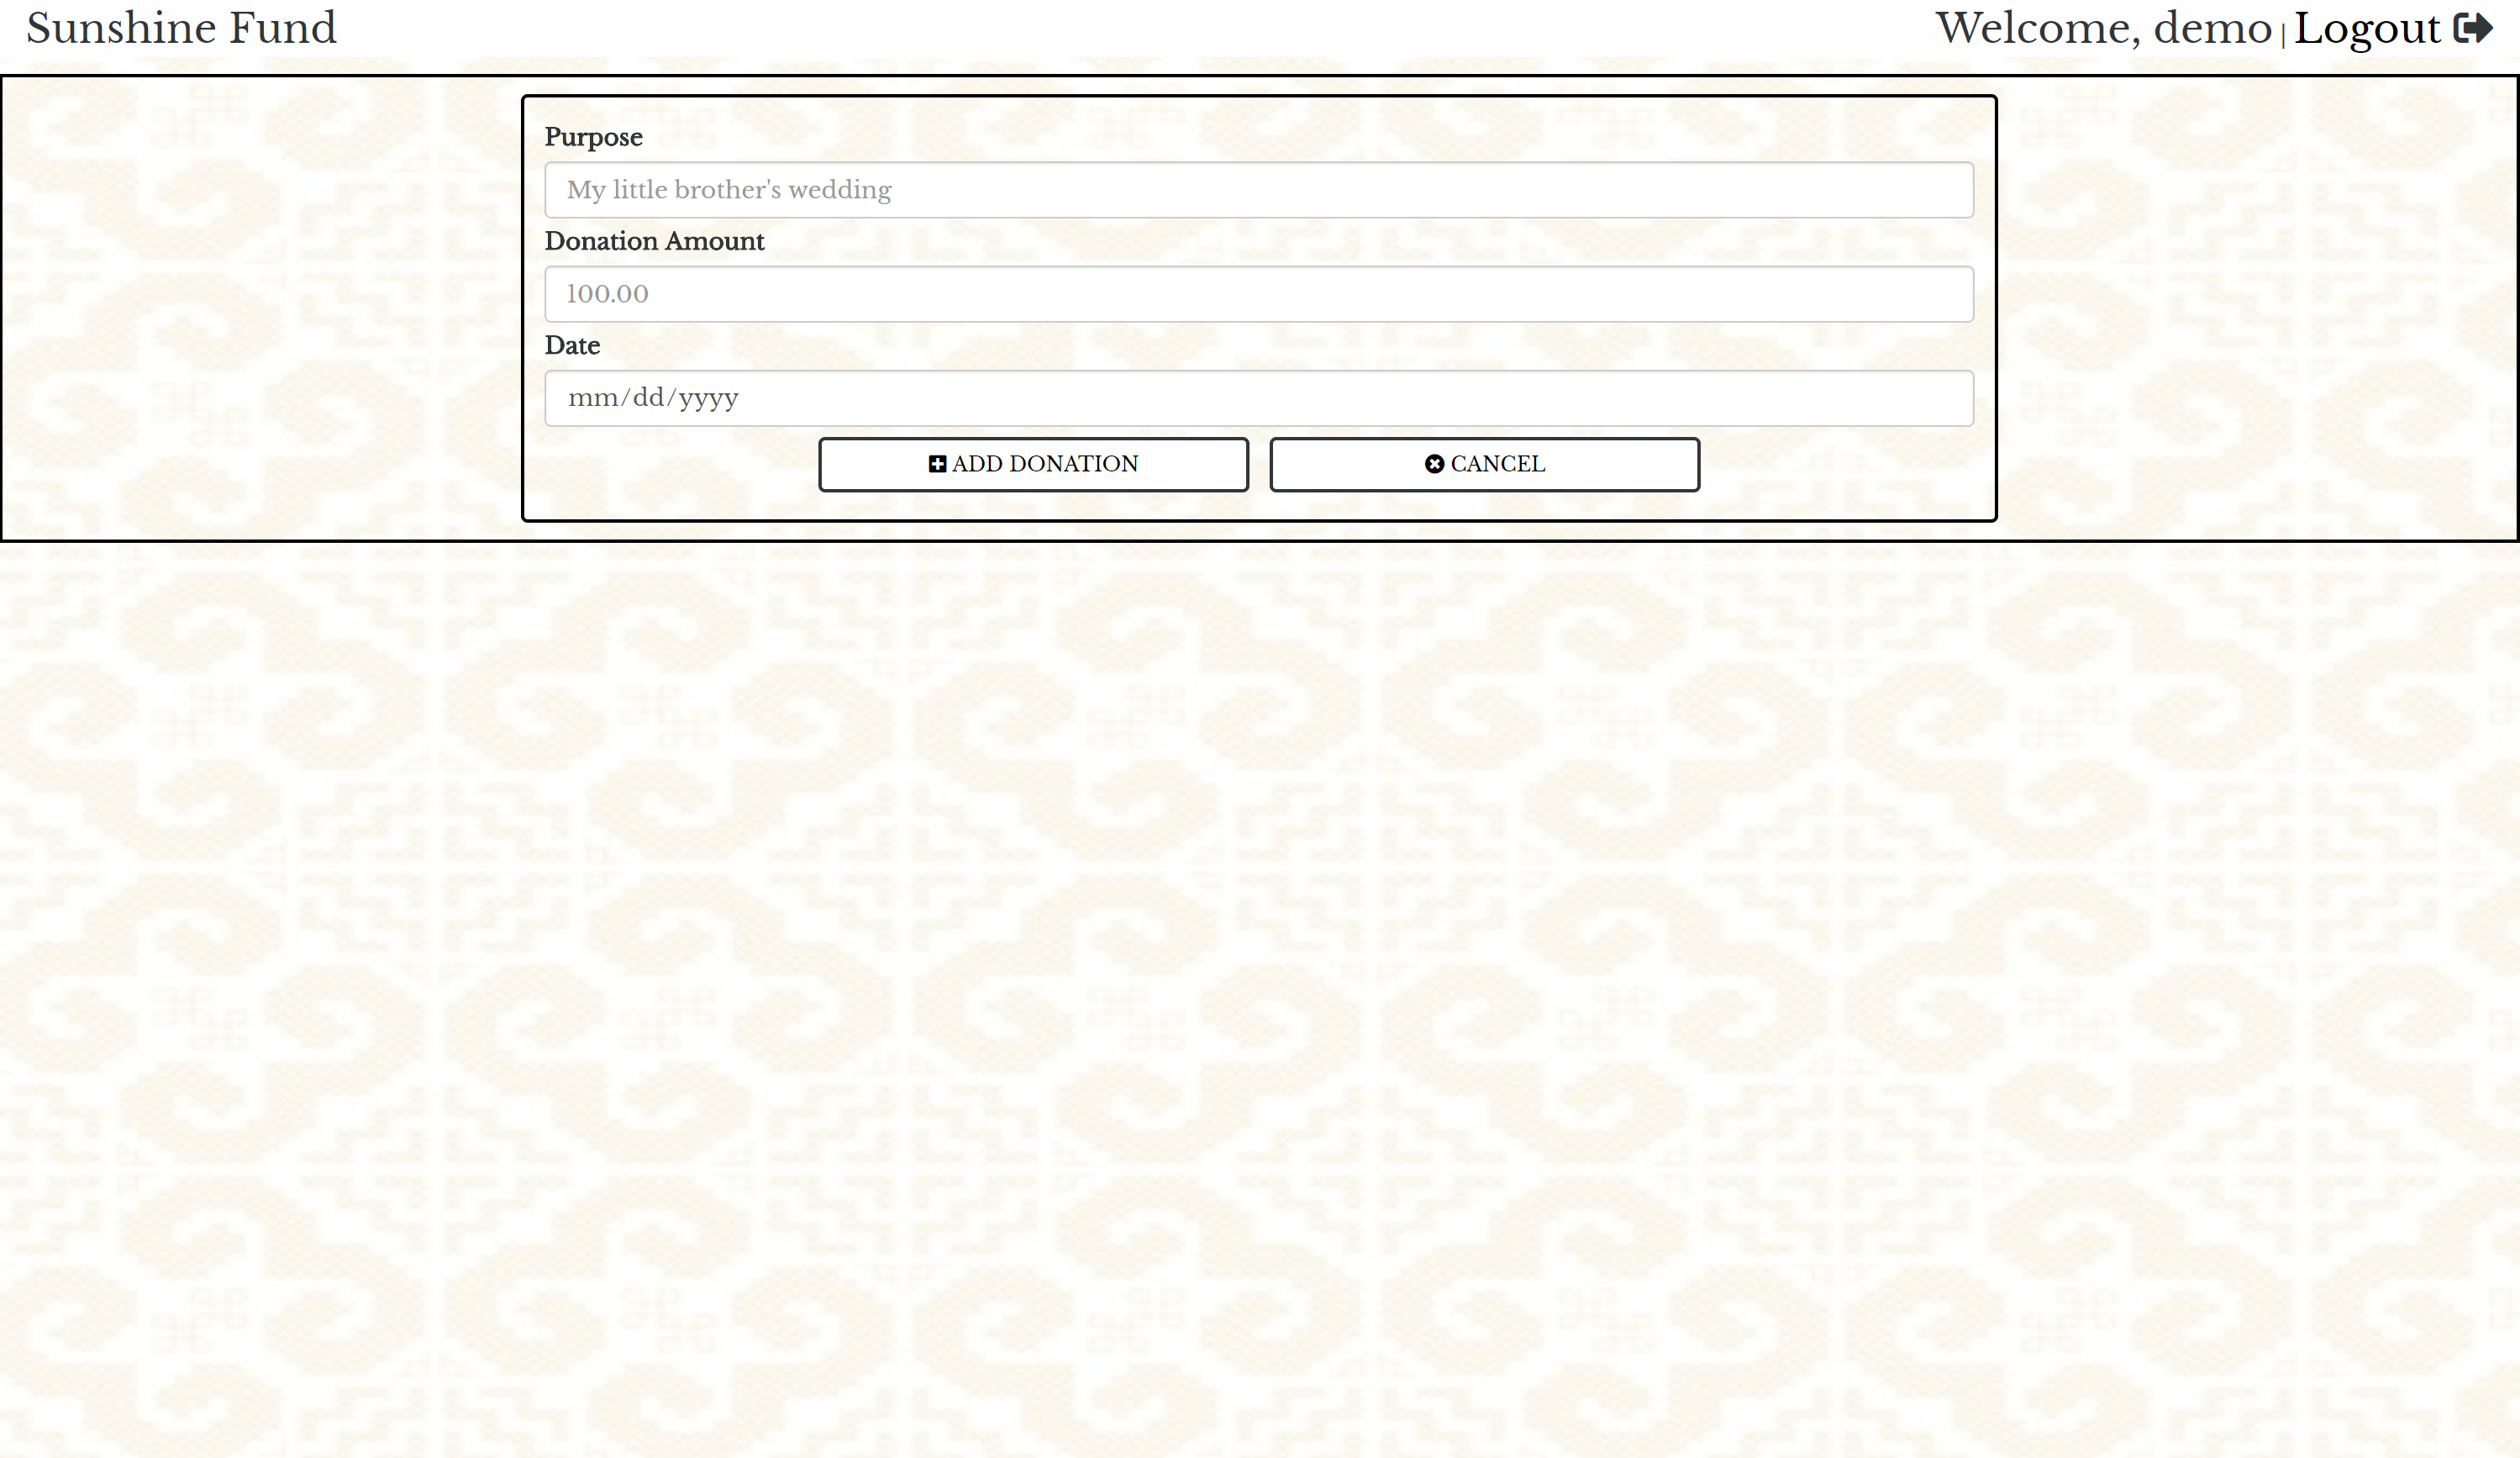 Sunshine Fund
Welcome, demo | Logout
Purpose
My little brother's wedding
Donation Amount
100.00
Date
mm/dd/yyyy
ADD DONATION
CANCEL